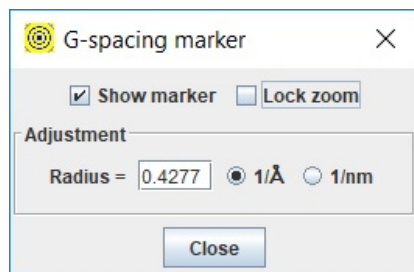 G-spacing marker
Show marker Lock zoom
Adjustment
Radius = 0.4277 1/Å 1/nm
Close